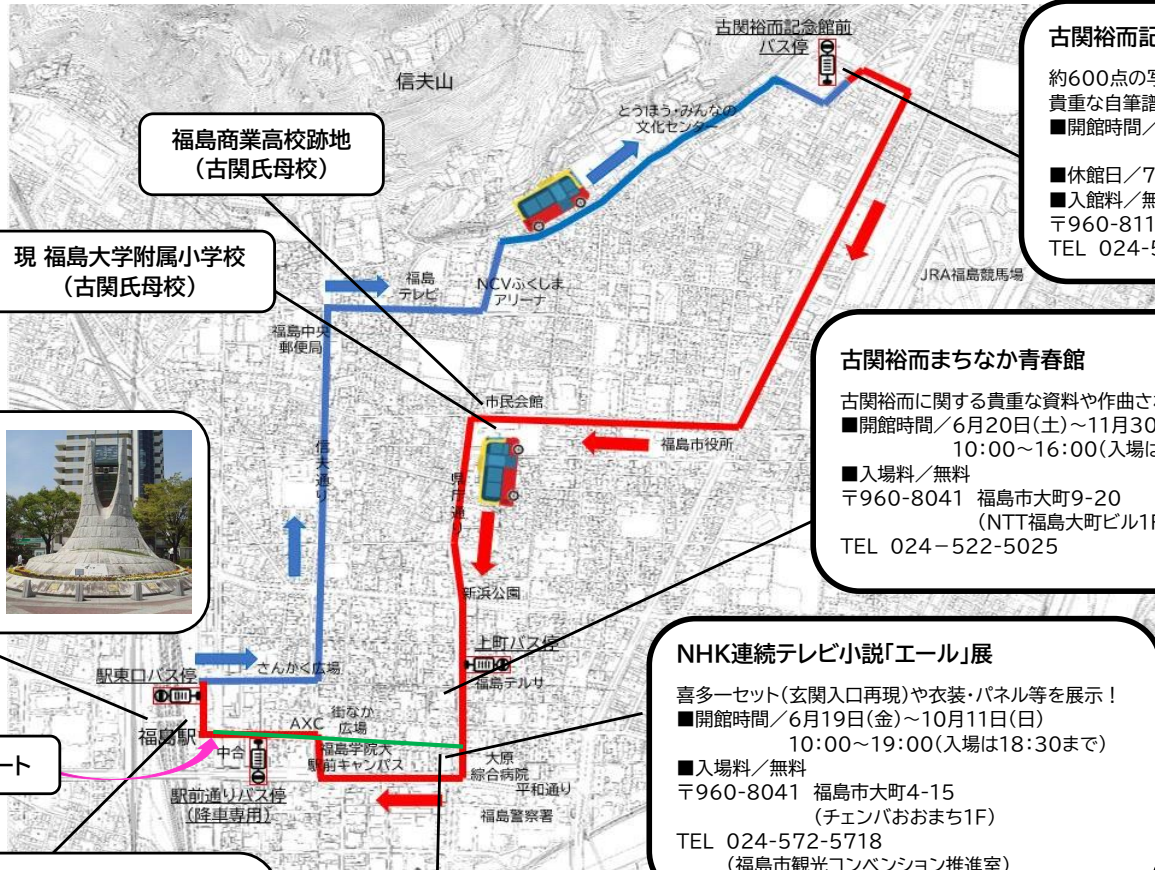 古関裕而記念館前
バス停
信夫山
とうほう・みんなの
文化センター
福島商業高校跡地
(古関氏母校)
現 福島大学附属小学校
(古関氏母校)
福島
テレビ
NCVふくしま
アリーナ
福島中央
郵便局
JRA福島競馬場
市民会館
福島市役所
信夫通り
県庁通り
新浜公園
上町バス停
福島テルサ
駅東口バス停
さんかく広場
福島駅
AXC
街なか
広場
中合
福島学院大
駅前キャンパス
大原
綜合病院
平和通り
駅前通りバス停
(降車専用)
福島警察署
ート
古関裕而記
約600点の写
貴重な自筆譜
■開館時間/
■休館日/7
■入館料/無
〒960-811
TEL 024-5
古関裕而まちなか青春館
古関裕而に関する貴重な資料や作曲さ
■開館時間/6月20日(土)~11月30
10:00~16:00(入場は
■入場料/無料
〒960-8041 福島市大町9-20
(NTT福島大町ビル1F
TEL 024-522-5025
NHK連続テレビ小説「エール」展
喜多一セット(玄関入口再現)や衣装・パネル等を展示!
■開館時間/6月19日(金)~10月11日(日)
10:00~19:00(入場は18:30まで)
■入場料/無料
〒960-8041 福島市大町4-15
(チェンバおおまち1F)
TEL 024-572-5718
(福島市観光コンベンション推進室)